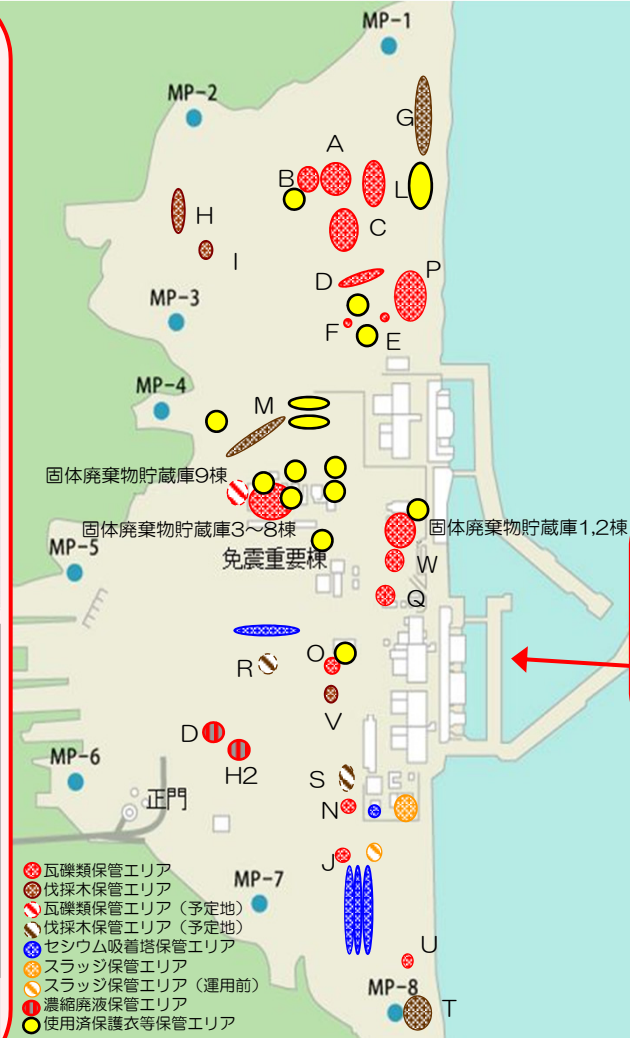 MP-1
MP-2
G
A
B
L
H
C
I
D
P
MP-3
F
E
MP-4
M
固体廃棄物貯蔵庫9棟
固体廃棄物貯蔵庫3〜8棟
固体廃棄物貯蔵庫1,2棟
MP-5
免震重要棟
W
Q
O
R
V
D
H2
MP-6
S
正門
N
J
MP-7
U
MP-8
T
瓦礫類保管エリア
伐採木保管エリア
瓦礫類保管エリア（予定地）
伐採木保管エリア（予定地）
セシウム吸着塔保管エリア
スラッジ保管エリア
スラッジ保管エリア（運用前）
濃縮廃液保管エリア
使用済保護衣等保管エリア